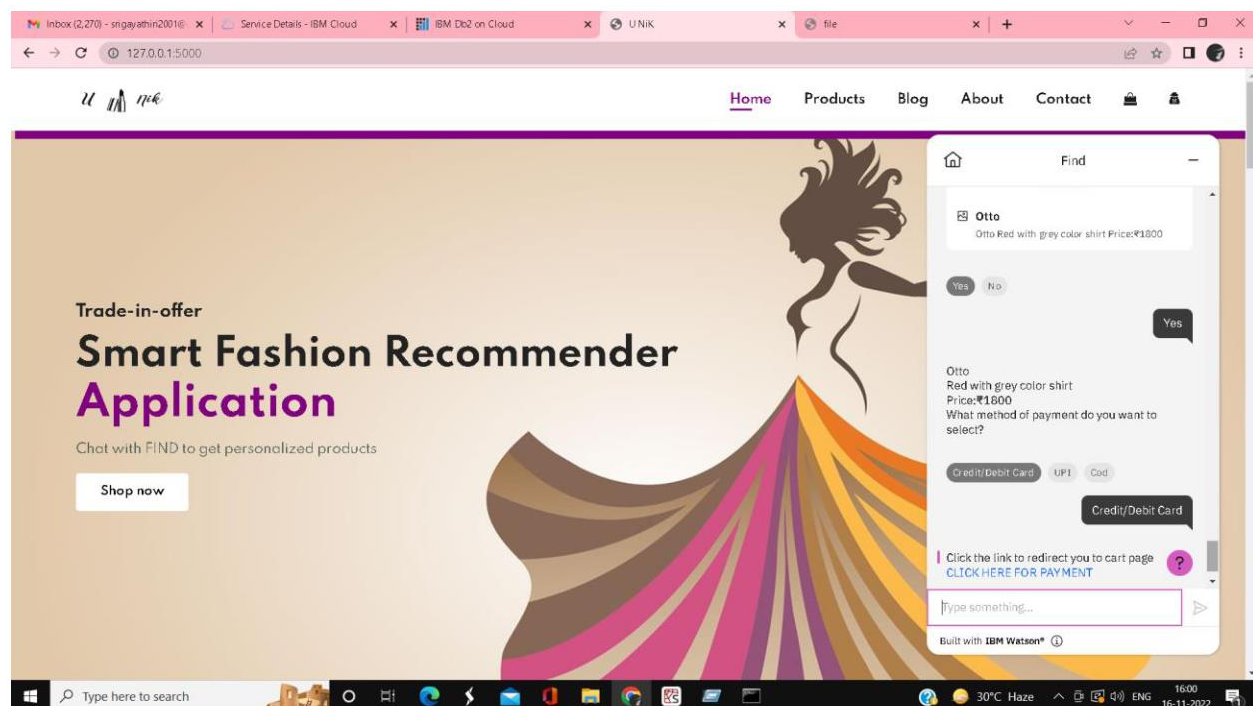 Inbox (2,270) - srigayathiri2001@
Service Details - IBM Cloud
IBM Db2 on Cloud
UNiK
file
127.0.0.1:5000
U nik
Home Products Blog About Contact
Find
Otto
Otto Red with grey color shirt Price:₹1800
Yes No
Yes
Otto
Red with grey color shirt
Price:₹1800
What method of payment do you want to
select?
Credit/Debit Card UPI Cod
Credit/Debit Card
Click the link to redirect you to cart page
CLICK HERE FOR PAYMENT
?
Type something...
Built with IBM Watson®
Trade-in-offer
Smart Fashion Recommender
Application
Chat with FIND to get personalized products
Shop now
Type here to search
30°C Haze
ENG
16:00
16-11-2022